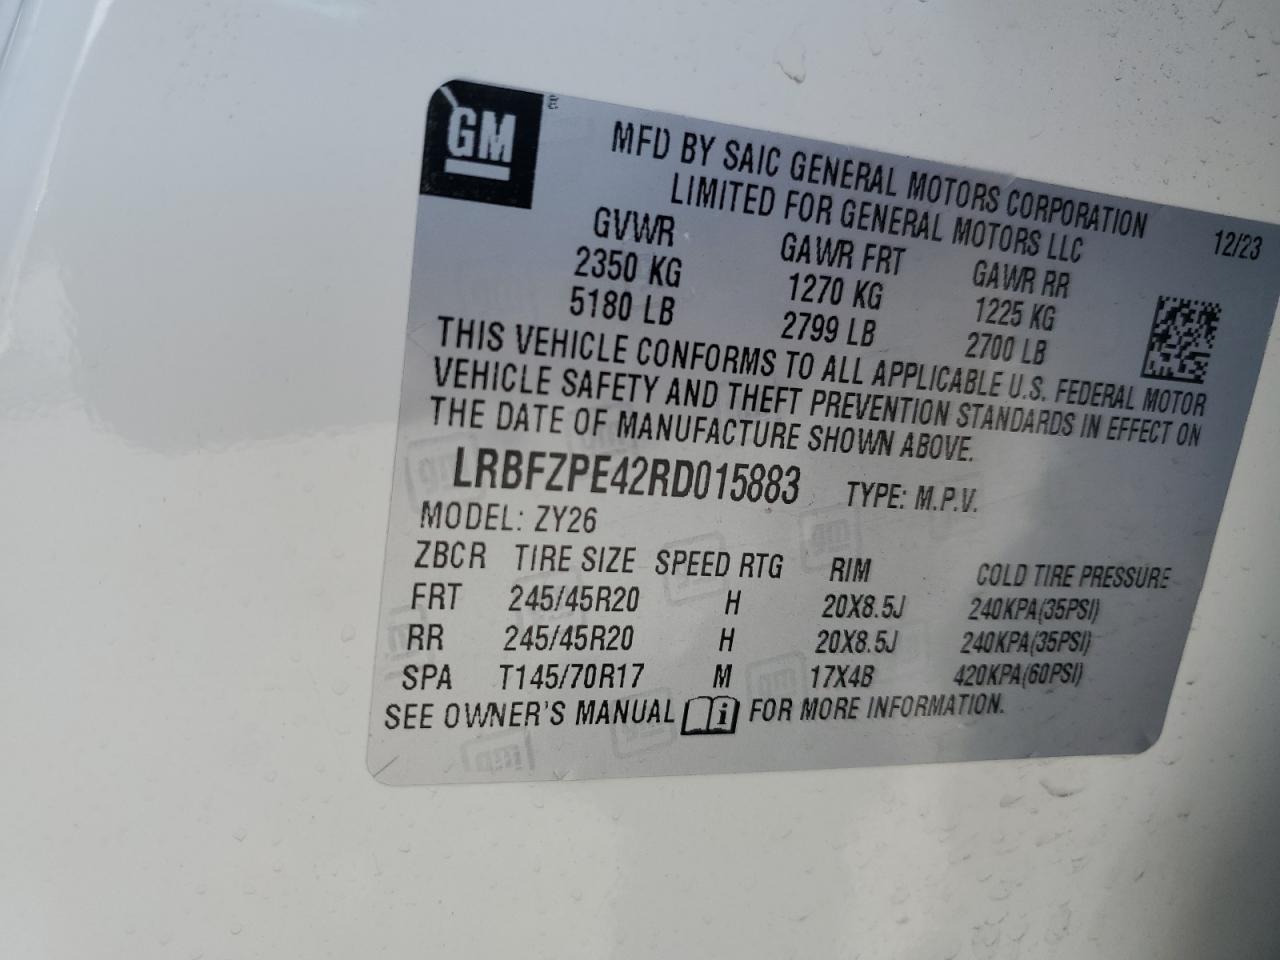 GM
MFD BY SAIC GENERAL MOTORS CORPORATION
LIMITED FOR GENERAL MOTORS LLC
12/23
GVWR GAWR FRT GAWR RR
2350 KG 1270 KG 1225 KG
5180 LB 2799 LB 2700 LB
THIS VEHICLE CONFORMS TO ALL APPLICABLE U.S. FEDERAL MOTOR
VEHICLE SAFETY AND THEFT PREVENTION STANDARDS IN EFFECT ON
THE DATE OF MANUFACTURE SHOWN ABOVE.
LRBFZPE42RD015883 TYPE: M.P.V.
MODEL: ZY26
ZBCR TIRE SIZE SPEED RTG RIM COLD TIRE PRESSURE
FRT 245/45R20 H 20X8.5J 240KPA(35PSI)
RR 245/45R20 H 20X8.5J 240KPA(35PSI)
SPA T145/70R17 M 17X4B 420KPA(60PSI)
SEE OWNER'S MANUAL i FOR MORE INFORMATION.